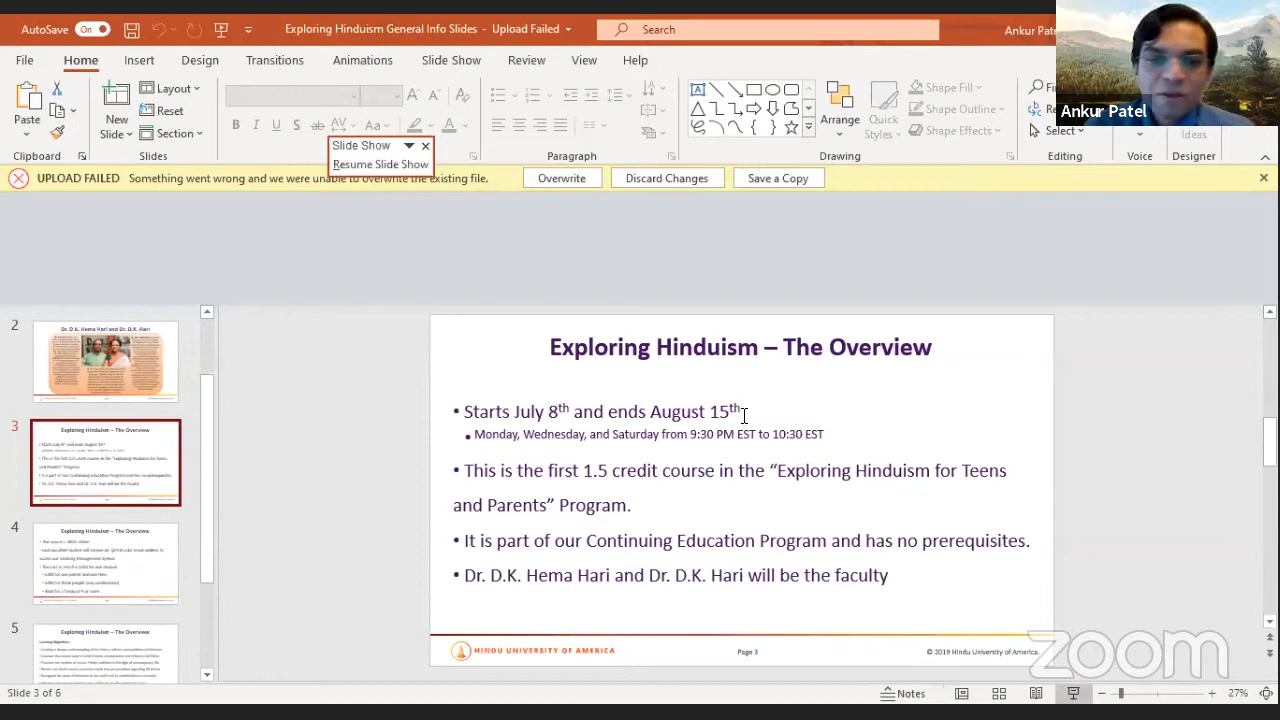 AutoSave On Exploring Hinduism General Info Slides - Upload Failed Search Ankur Pate
File Home Insert Design Transitions Animations Slide Show Review View Help
Ankur Patel
Paste New Slide Layout Reset Section
B I U S ab AV Aa A
Arrange Quick Styles Shape Fill Shape Outline Shape Effects
Select Ideas
Clipboard Slides Paragraph Drawing Editing Voice Designer
Slide Show
Resume Slide Show
UPLOAD FAILED Something went wrong and we were unable to overwrite the existing file. Overwrite Discard Changes Save a Copy
2
Dr. D.K. Hema Hari and Dr. D.K. Hari
3
Exploring Hinduism – The Overview
4
Exploring Hinduism – The Overview
5
Exploring Hinduism – The Overview
Exploring Hinduism – The Overview
• Starts July 8th and ends August 15th
• Monday, Wednesday, and Saturday from 9:30 PM EST to 10:30 EST
• This is the first 1.5 credit course in the “Exploring Hinduism for Teens
and Parents” Program.
• It is part of our Continuing Education Program and has no prerequisites.
• Dr. D.K. Hema Hari and Dr. D.K. Hari will be the faculty
HINDU UNIVERSITY OF AMERICA Page 3 © 2019 Hindu University of America.
zoom
Slide 3 of 6 Notes 27%